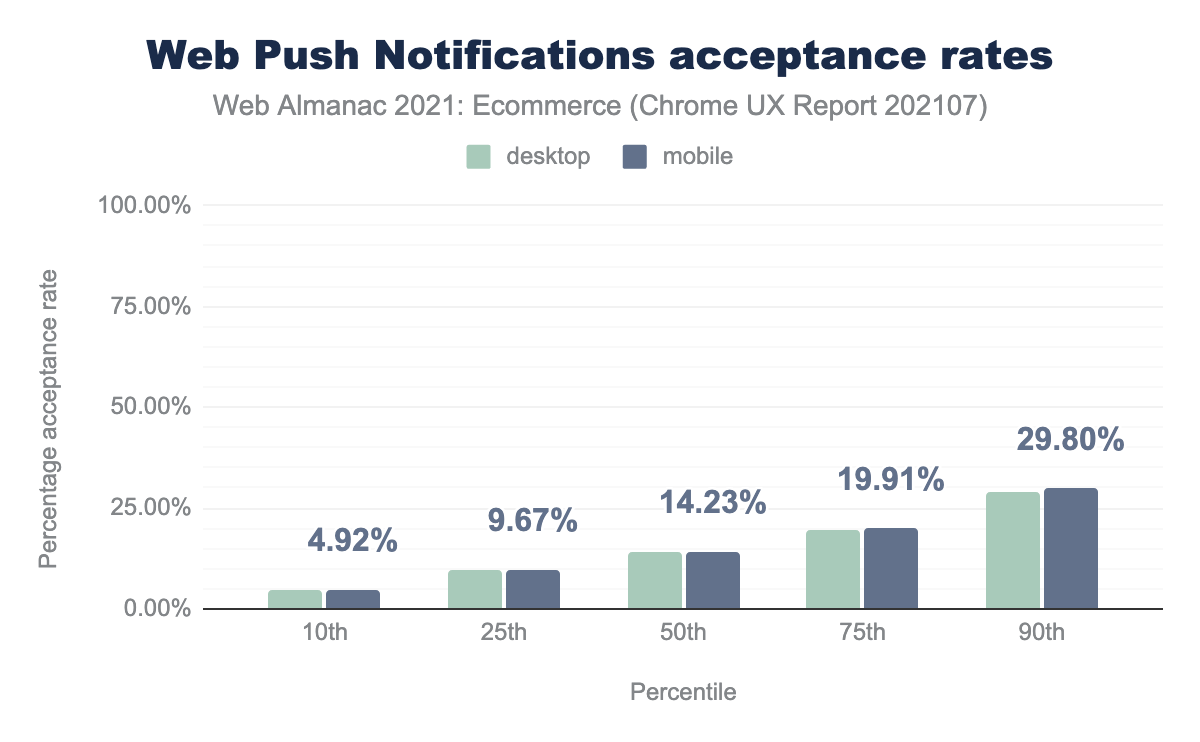 Web Push Notifications acceptance rates
Web Almanac 2021: Ecommerce (Chrome UX Report 202107)
desktop
mobile
Percentage acceptance rate
100.00%
75.00%
50.00%
25.00%
0.00%
4.92%
9.67%
14.23%
19.91%
29.80%
10th
25th
50th
75th
90th
Percentile